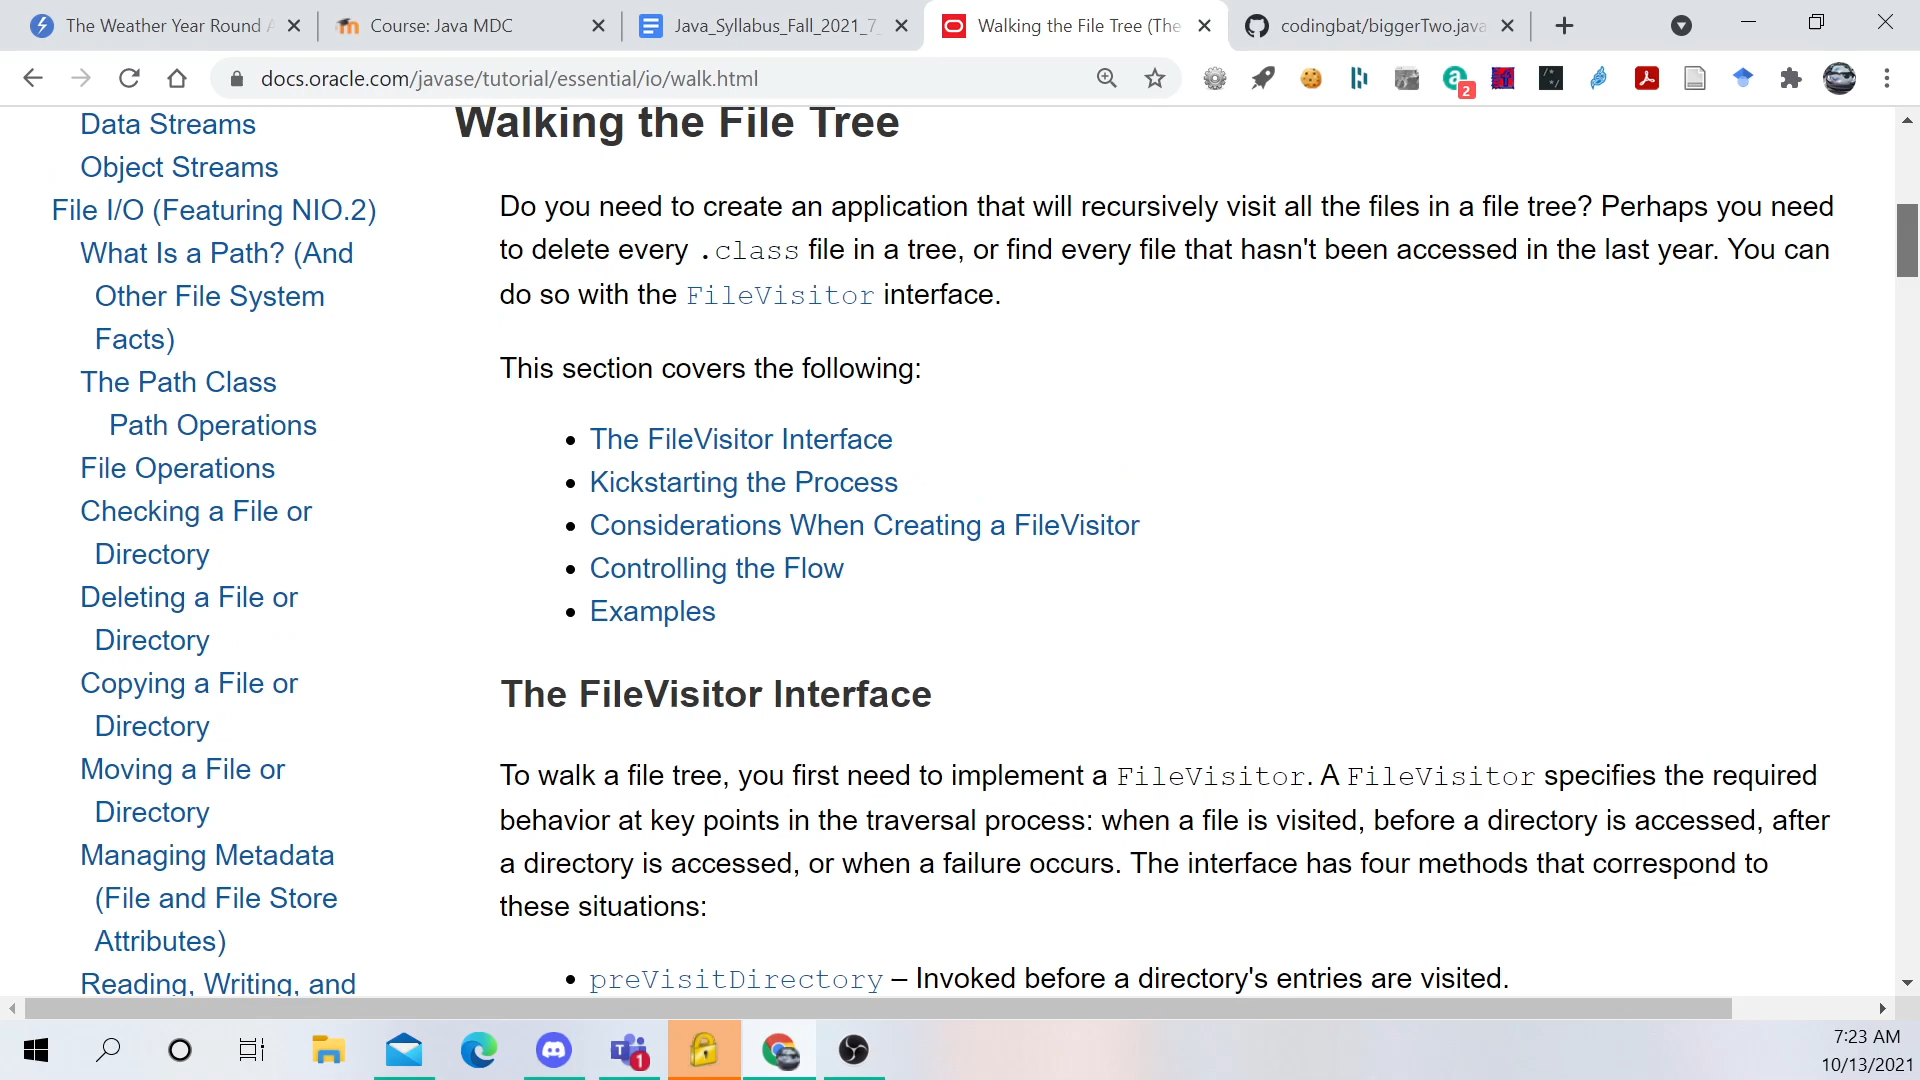 The Weather Year Round A
Course: Java MDC
Java_Syllabus_Fall_2021_7_
Walking the File Tree (The
codingbat/biggerTwo.java
docs.oracle.com/javase/tutorial/essential/io/walk.html
2
Data Streams
Object Streams
File I/O (Featuring NIO.2)
What Is a Path? (And
Other File System
Facts)
The Path Class
Path Operations
File Operations
Checking a File or
Directory
Deleting a File or
Directory
Copying a File or
Directory
Moving a File or
Directory
Managing Metadata
(File and File Store
Attributes)
Reading, Writing, and
Walking the File Tree
Do you need to create an application that will recursively visit all the files in a file tree? Perhaps you need
to delete every .class file in a tree, or find every file that hasn't been accessed in the last year. You can
do so with the FileVisitor interface.
This section covers the following:
• The FileVisitor Interface
• Kickstarting the Process
• Considerations When Creating a FileVisitor
• Controlling the Flow
• Examples
The FileVisitor Interface
To walk a file tree, you first need to implement a FileVisitor. A FileVisitor specifies the required
behavior at key points in the traversal process: when a file is visited, before a directory is accessed, after
a directory is accessed, or when a failure occurs. The interface has four methods that correspond to
these situations:
• preVisitDirectory – Invoked before a directory's entries are visited.
1
7:23 AM
10/13/2021